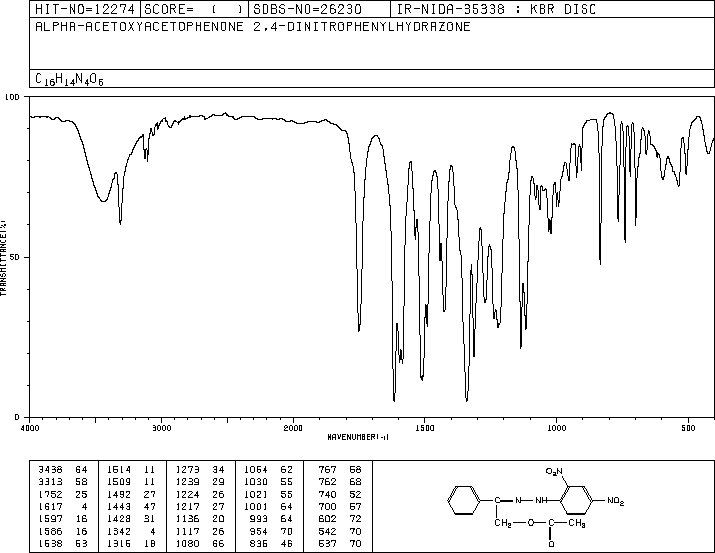 HIT-NO=12274 SCORE= ( ) SDBS-NO=26230 IR-NIDA-35338 : KBR DISC
ALPHA-ACETOXYACETOPHENONE 2,4-DINITROPHENYLHYDRAZONE
C16H14N4O6
100
50
0
TRANSMITTANCE(%)
4000 3000 2000 1500 1000 500
WAVENUMBER(-1)
3438 64 1514 11 1273 34 1064 62 767 58
3313 58 1509 11 1239 29 1030 55 762 68
1752 25 1492 27 1224 26 1021 55 740 52
1617 4 1443 47 1217 27 1001 64 700 57
1597 16 1428 31 1136 20 993 64 602 72
1586 16 1342 4 1117 26 954 70 542 70
1538 53 1316 18 1080 66 836 46 537 70
O2N
NO2
C N NH
CH2 O C CH3
O